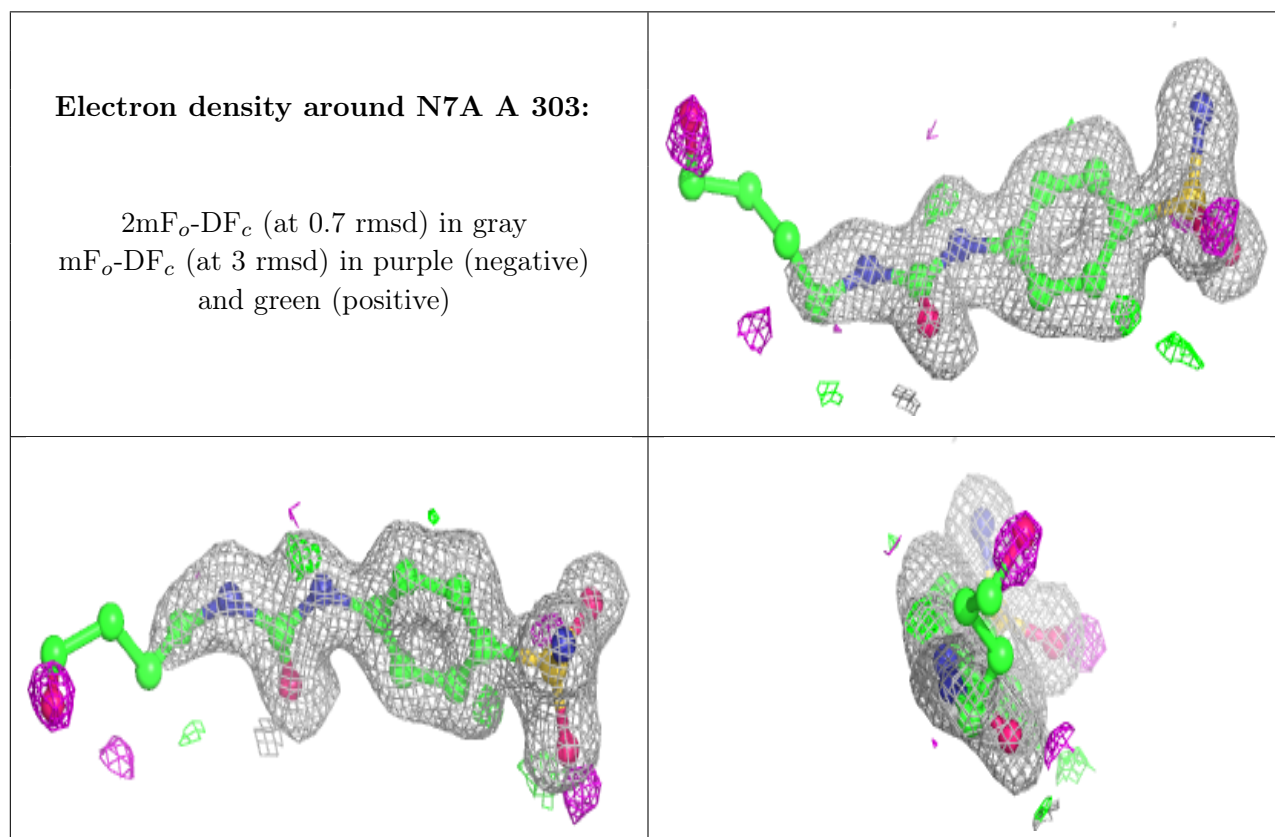 Electron density around N7A A 303:
2mFo-DFc (at 0.7 rmsd) in gray
mFo-DFc (at 3 rmsd) in purple (negative)
and green (positive)